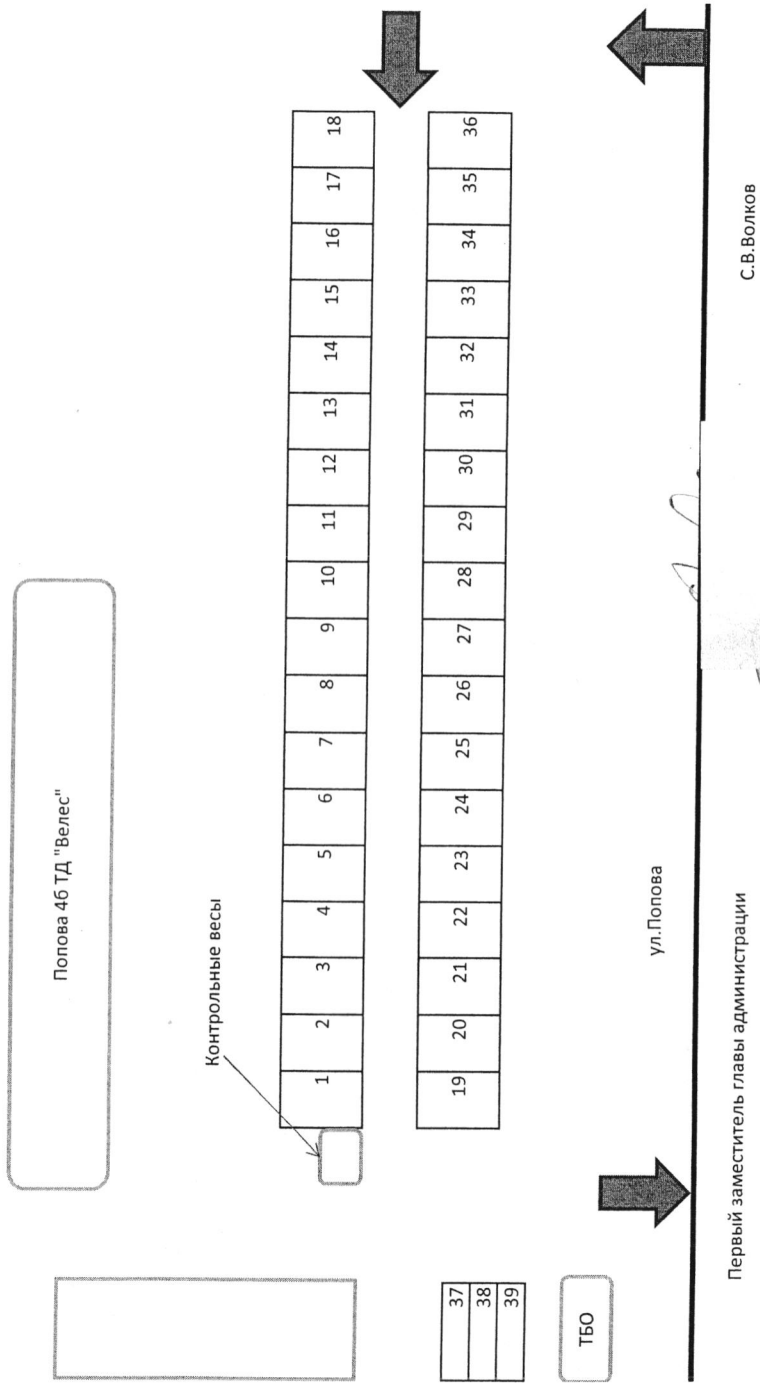 Попова 4б ТД "Велес"
Контрольные весы
1 2 3 4 5 6 7 8 9 10 11 12 13 14 15 16 17 18
19 20 21 22 23 24 25 26 27 28 29 30 31 32 33 34 35 36
37
38
39
ТБО
ул.Попова
Первый заместитель главы администрации
С.В.Волков